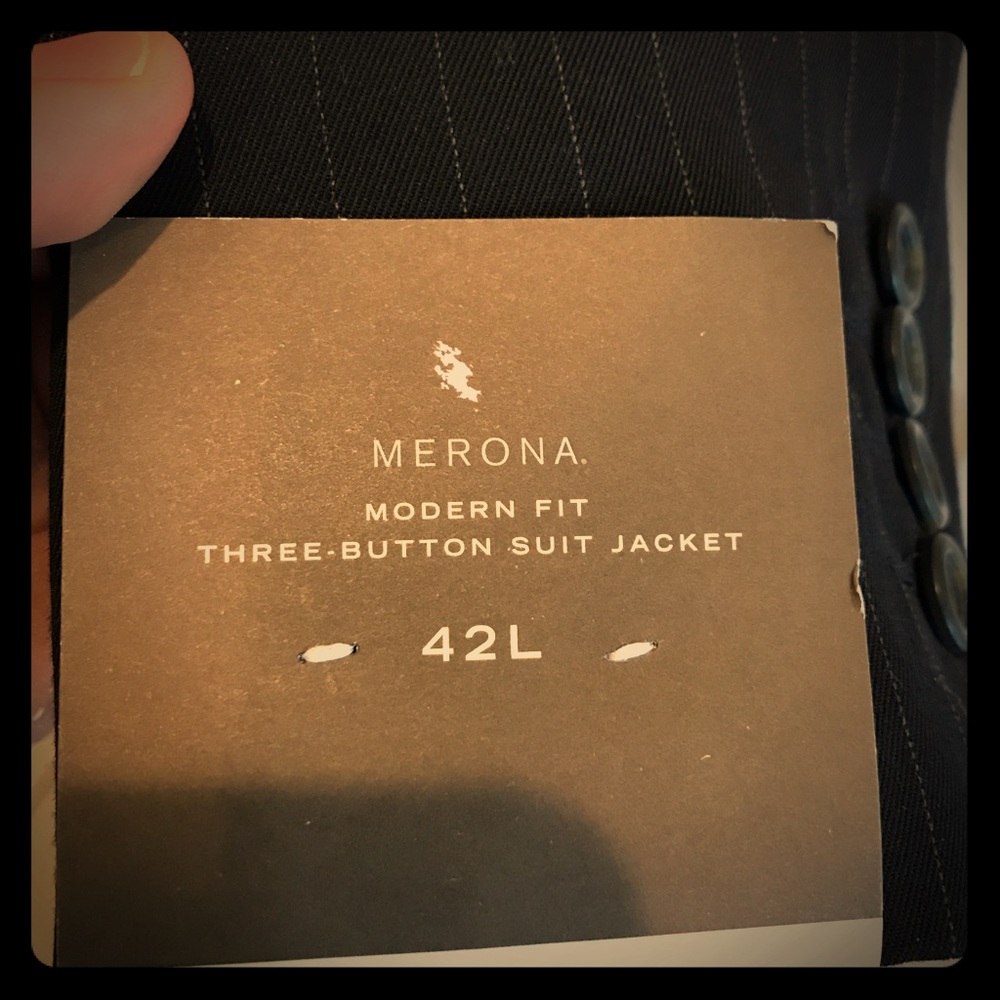 MERONA.
MODERN FIT
THREE-BUTTON SUIT JACKET
42L